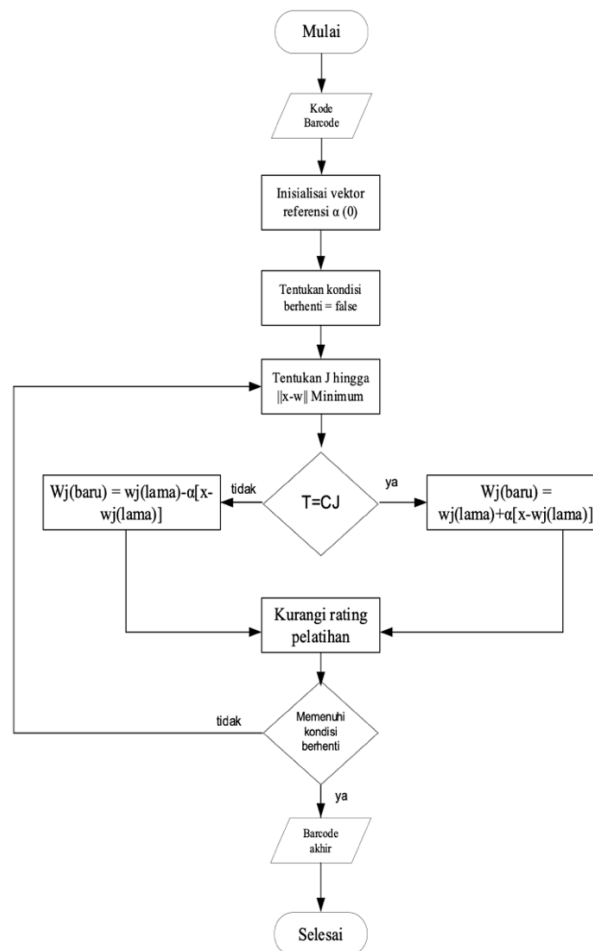 Mulai
Kode
Barcode
Inisialisai vektor
referensi α (0)
Tentukan kondisi
berhenti = false
Tentukan J hingga
||x-w|| Minimum
T=CJ
tidak
ya
Wj(baru) = wj(lama)-α[x-
wj(lama)]
Wj(baru) =
wj(lama)+α[x-wj(lama)]
Kurangi rating
pelatihan
Memenuhi
kondisi
berhenti
tidak
ya
Barcode
akhir
Selesai